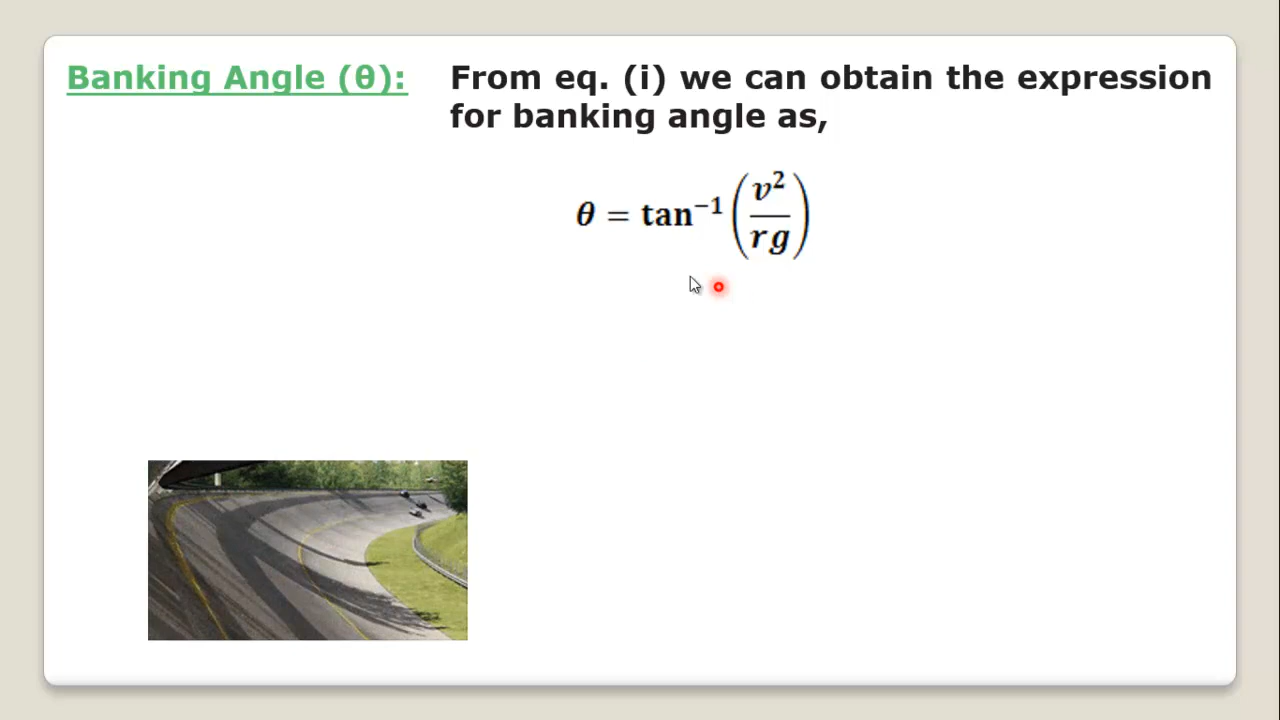 Banking Angle (θ): From eq. (i) we can obtain the expression
for banking angle as,
θ = tan⁻¹ (v²/rg)